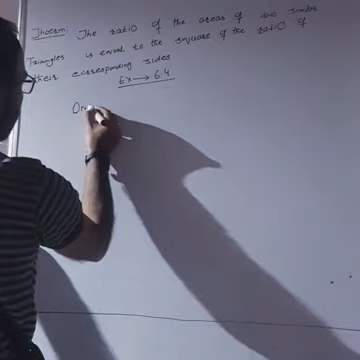 Theorem: The ratio of the areas of two similar
Triangles is equal to the square of the ratio of
their corresponding sides
Ex → 6.4
On